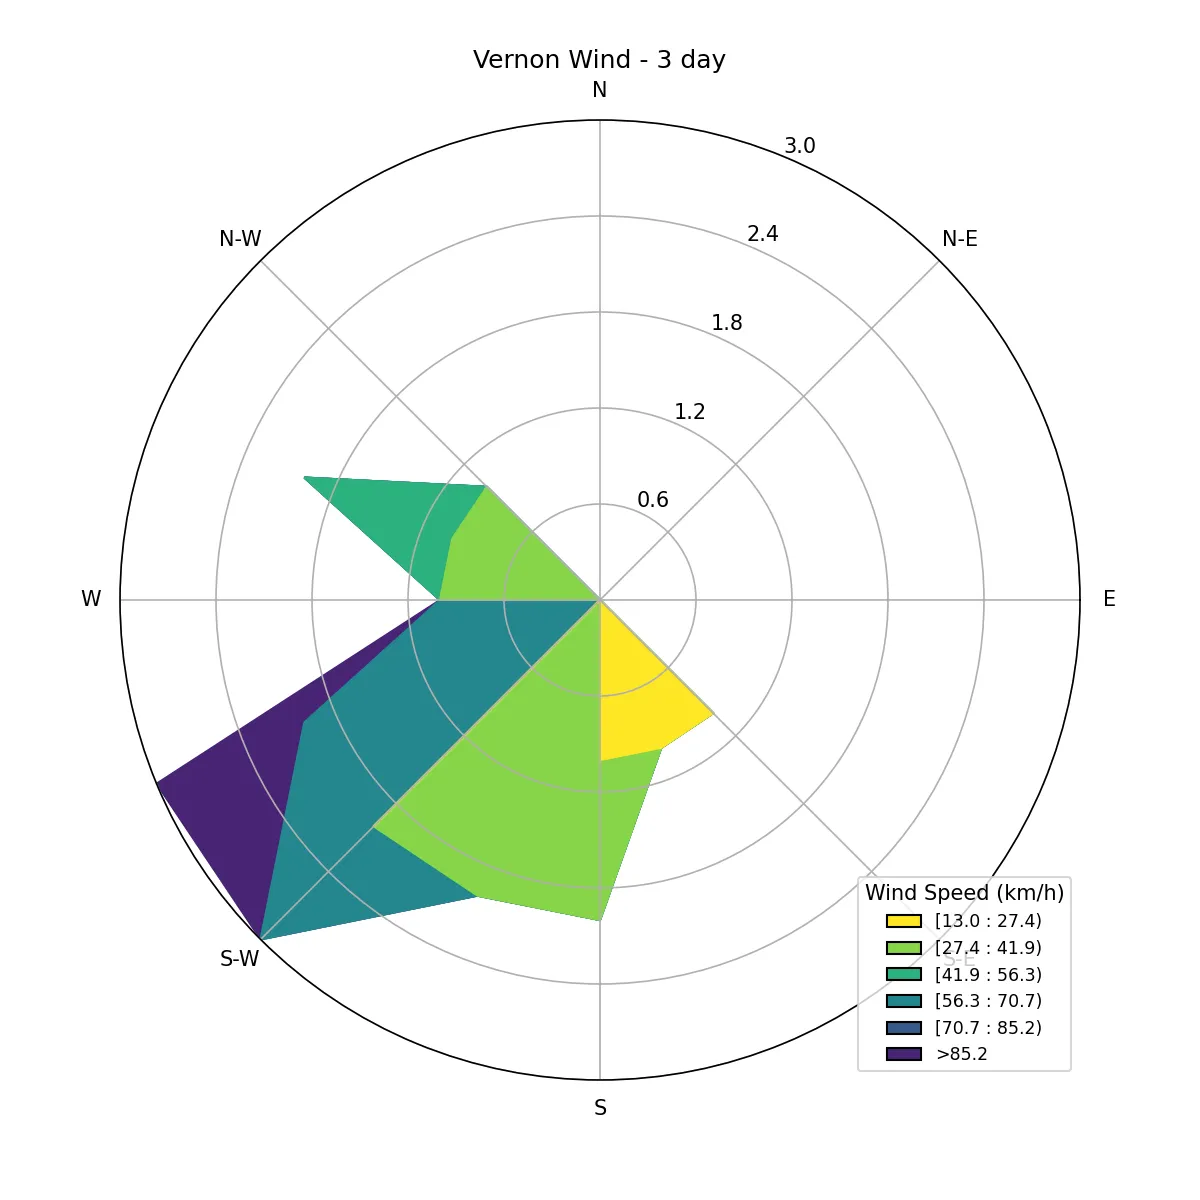 Vernon Wind - 3 day
N
3.0
N-W
N-E
2.4
1.8
1.2
0.6
W
E
S-W
S-E
S
Wind Speed (km/h)
[13.0 : 27.4)
[27.4 : 41.9)
[41.9 : 56.3)
[56.3 : 70.7)
[70.7 : 85.2)
>85.2